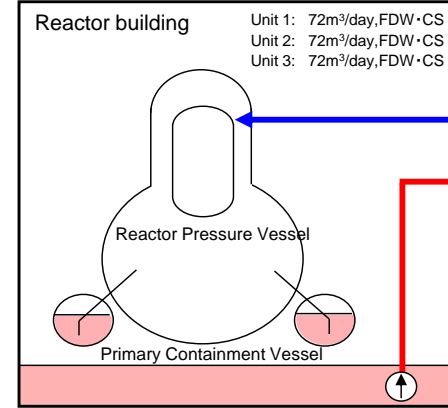 Reactor building
Unit 1: 72m³/day,FDW・CS
Unit 2: 72m³/day,FDW・CS
Unit 3: 72m³/day,FDW・CS
Reactor Pressure Vessel
Primary Containment Vessel